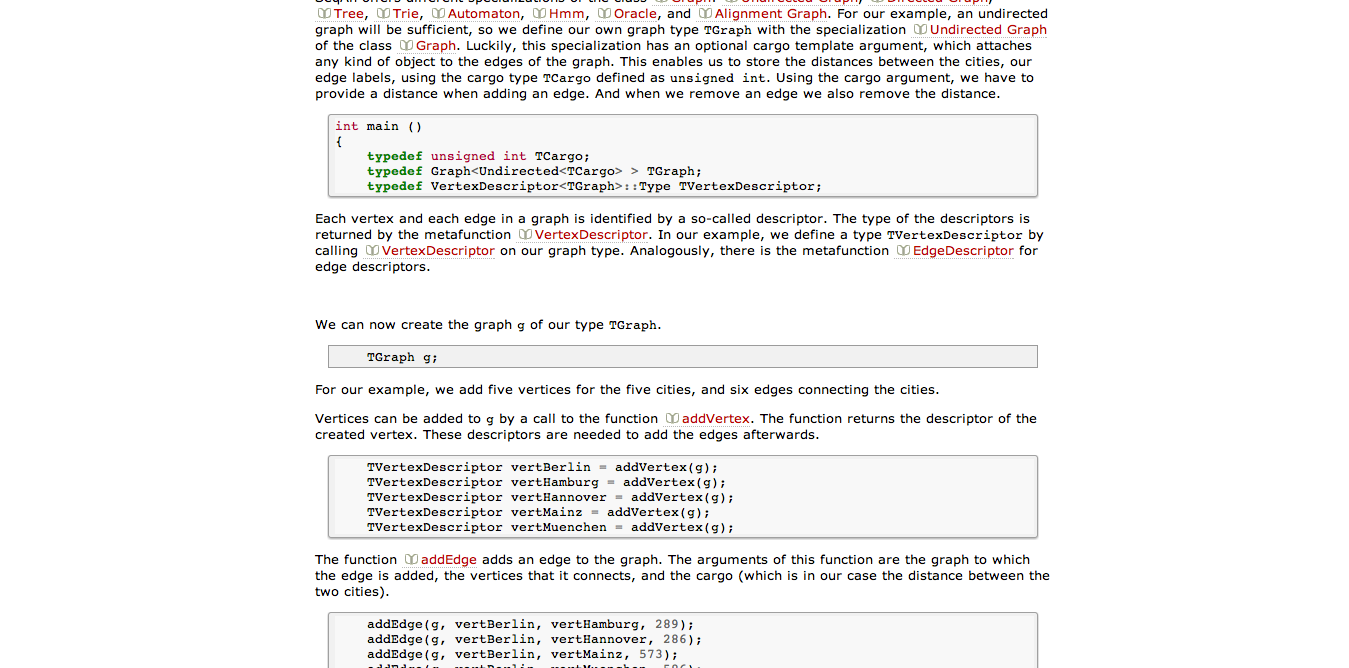 SeqAn offers different specializations of the class Graph: Undirected Graph, Directed Graph,
Tree, Trie, Automaton, Hmm, Oracle, and Alignment Graph. For our example, an undirected
graph will be sufficient, so we define our own graph type TGraph with the specialization Undirected Graph
of the class Graph. Luckily, this specialization has an optional cargo template argument, which attaches
any kind of object to the edges of the graph. This enables us to store the distances between the cities, our
edge labels, using the cargo type TCargo defined as unsigned int. Using the cargo argument, we have to
provide a distance when adding an edge. And when we remove an edge we also remove the distance.
int main ()
{
typedef unsigned int TCargo;
typedef Graph<Undirected<TCargo> > TGraph;
typedef VertexDescriptor<TGraph>::Type TVertexDescriptor;
Each vertex and each edge in a graph is identified by a so-called descriptor. The type of the descriptors is
returned by the metafunction VertexDescriptor. In our example, we define a type TVertexDescriptor by
calling VertexDescriptor on our graph type. Analogously, there is the metafunction EdgeDescriptor for
edge descriptors.
We can now create the graph g of our type TGraph.
TGraph g;
For our example, we add five vertices for the five cities, and six edges connecting the cities.
Vertices can be added to g by a call to the function addVertex. The function returns the descriptor of the
created vertex. These descriptors are needed to add the edges afterwards.
TVertexDescriptor vertBerlin = addVertex(g);
TVertexDescriptor vertHamburg = addVertex(g);
TVertexDescriptor vertHannover = addVertex(g);
TVertexDescriptor vertMainz = addVertex(g);
TVertexDescriptor vertMuenchen = addVertex(g);
The function addEdge adds an edge to the graph. The arguments of this function are the graph to which
the edge is added, the vertices that it connects, and the cargo (which is in our case the distance between the
two cities).
addEdge(g, vertBerlin, vertHamburg, 289);
addEdge(g, vertBerlin, vertHannover, 286);
addEdge(g, vertBerlin, vertMainz, 573);
addEdge(g, vertBerlin, vertMuenchen,